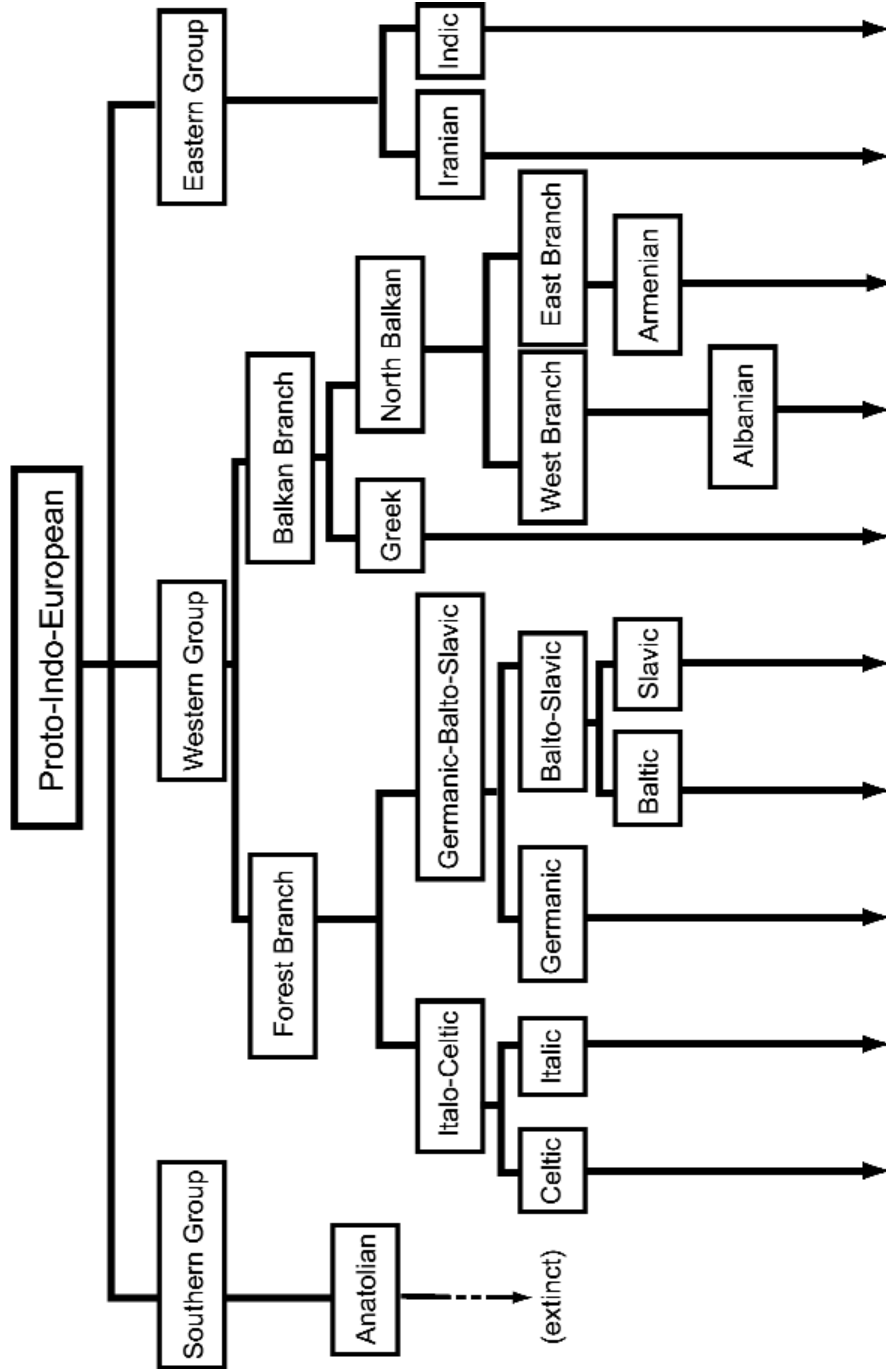 Proto-Indo-European
Southern Group
Western Group
Eastern Group
Forest Branch
Balkan Branch
Anatolian
Greek
North Balkan
Italo-Celtic
Germanic-Balto-Slavic
Iranian
Indic
(extinct)
Celtic
Italic
Germanic
Balto-Slavic
West Branch
East Branch
Baltic
Slavic
Armenian
Albanian